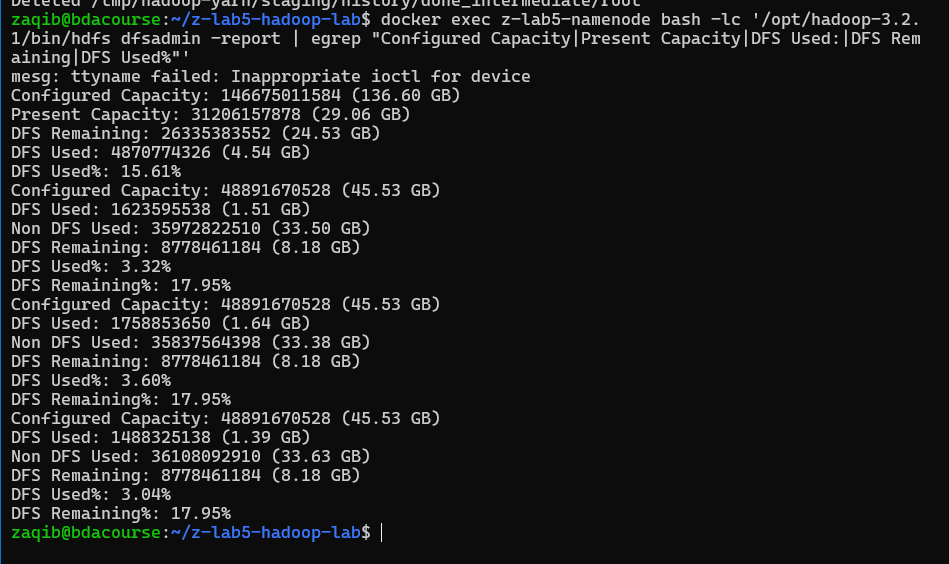 Deleted /tmp/hadoop-yarn/staging/history/done_intermediate/root
zaqib@bdacourse:~/z-lab5-hadoop-lab$ docker exec z-lab5-namenode bash -lc '/opt/hadoop-3.2.
1/bin/hdfs dfsadmin -report | egrep "Configured Capacity|Present Capacity|DFS Used:|DFS Rem
aining|DFS Used%"'
mesg: ttyname failed: Inappropriate ioctl for device
Configured Capacity: 146675011584 (136.60 GB)
Present Capacity: 31206157878 (29.06 GB)
DFS Remaining: 26335383552 (24.53 GB)
DFS Used: 4870774326 (4.54 GB)
DFS Used%: 15.61%
Configured Capacity: 48891670528 (45.53 GB)
DFS Used: 1623595538 (1.51 GB)
Non DFS Used: 35972822510 (33.50 GB)
DFS Remaining: 8778461184 (8.18 GB)
DFS Used%: 3.32%
DFS Remaining%: 17.95%
Configured Capacity: 48891670528 (45.53 GB)
DFS Used: 1758853650 (1.64 GB)
Non DFS Used: 35837564398 (33.38 GB)
DFS Remaining: 8778461184 (8.18 GB)
DFS Used%: 3.60%
DFS Remaining%: 17.95%
Configured Capacity: 48891670528 (45.53 GB)
DFS Used: 1488325138 (1.39 GB)
Non DFS Used: 36108092910 (33.63 GB)
DFS Remaining: 8778461184 (8.18 GB)
DFS Used%: 3.04%
DFS Remaining%: 17.95%
zaqib@bdacourse:~/z-lab5-hadoop-lab$